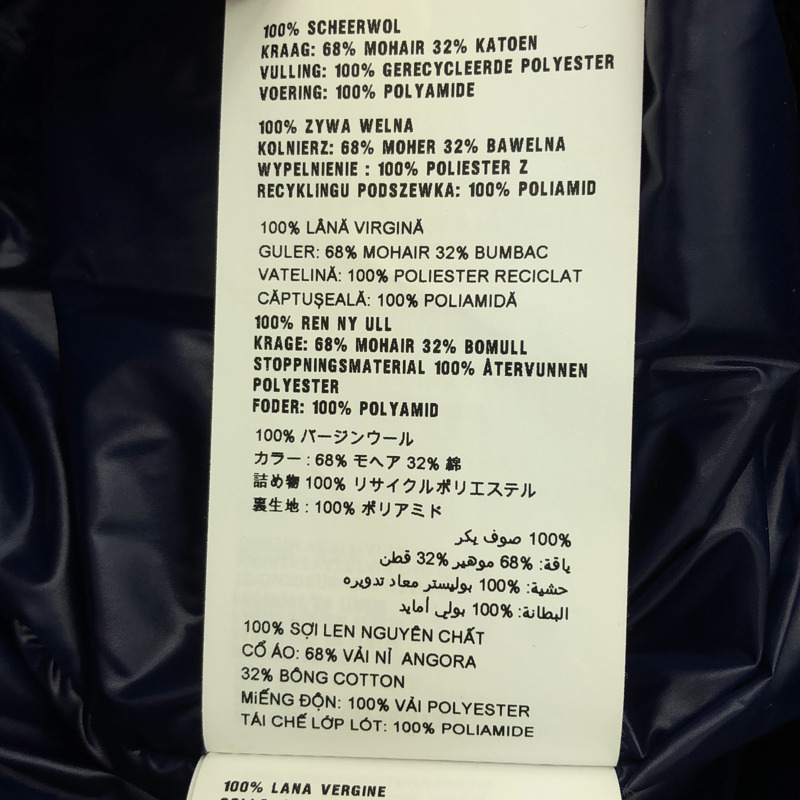 100% SCHEERWOL
KRAAG: 68% MOHAIR 32% KATOEN
VULLING: 100% GERECYCLEERDE POLYESTER
VOERING: 100% POLYAMIDE
100% ZYWA WELNA
KOLNIERZ: 68% MOHER 32% BAWELNA
WYPELNIENIE : 100% POLIESTER Z
RECYKLINGU PODSZEWKA: 100% POLIAMID
100% LÂNĂ VIRGINĂ
GULER: 68% MOHAIR 32% BUMBAC
VATELINĂ: 100% POLIESTER RECICLAT
CĂPTUȘEALĂ: 100% POLIAMIDĂ
100% REN NY ULL
KRAGE: 68% MOHAIR 32% BOMULL
STOPPNINGSMATERIAL 100% ÅTERVUNNEN
POLYESTER
FODER: 100% POLYAMID
100% バージンウール
カラー : 68% モヘア 32% 綿
詰め物 100% リサイクルポリエステル
裏生地 : 100% ポリアミド
100% صوف يكر
ياقة: 68% موهير 32% قطن
حشية: 100% بوليستر معاد تدويره
البطانة: 100% بولي أمايد
100% SỢI LEN NGUYÊN CHẤT
CỔ ÁO: 68% VẢI NỈ ANGORA
32% BÔNG COTTON
MiẾNG ĐỘN: 100% VẢI POLYESTER
TÁI CHẾ LỚP LÓT: 100% POLIAMIDE
100% LANA VERGINE